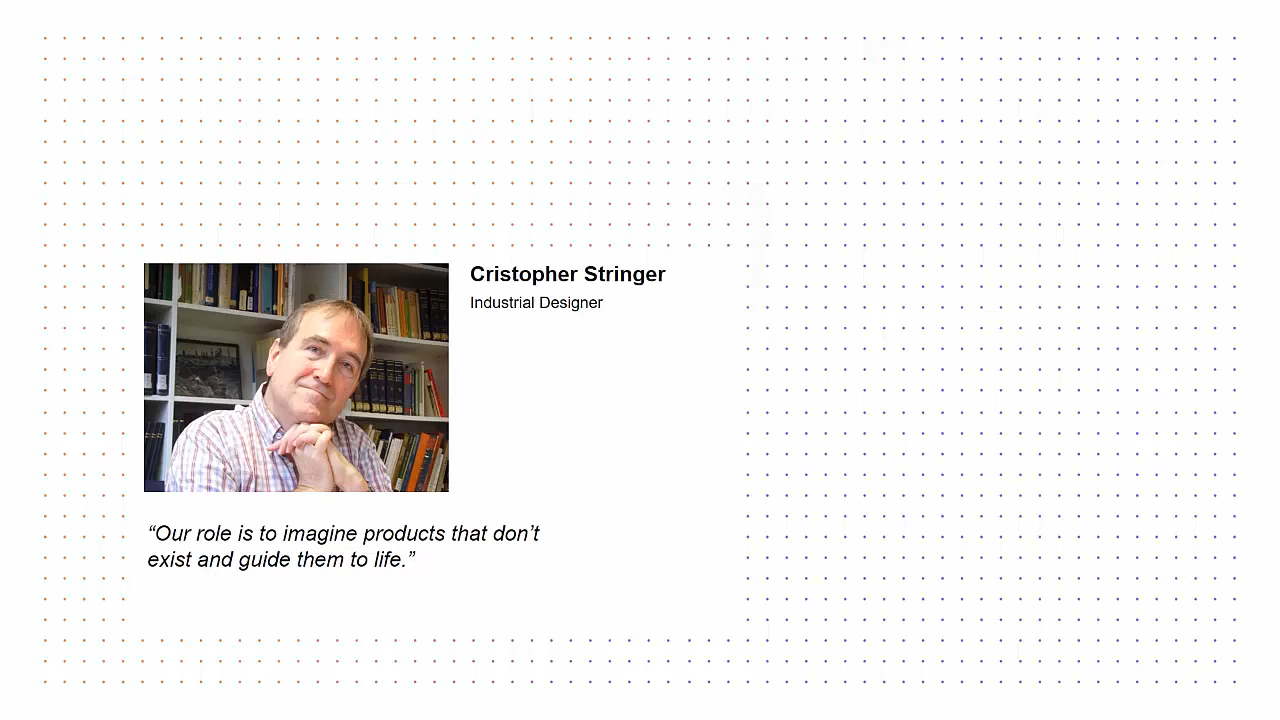 Cristopher Stringer
Industrial Designer
“Our role is to imagine products that don’t
exist and guide them to life.”